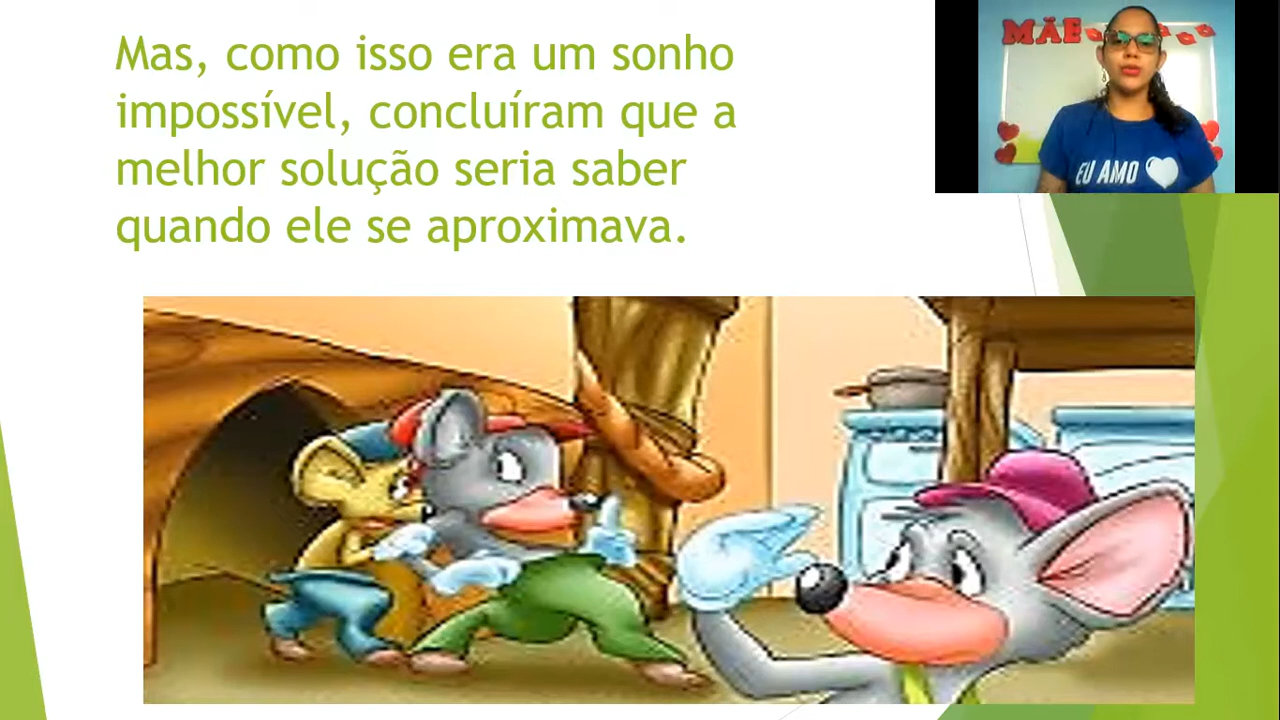 Mas, como isso era um sonho
impossível, concluíram que a
melhor solução seria saber
quando ele se aproximava.
MÃE
EU AMO